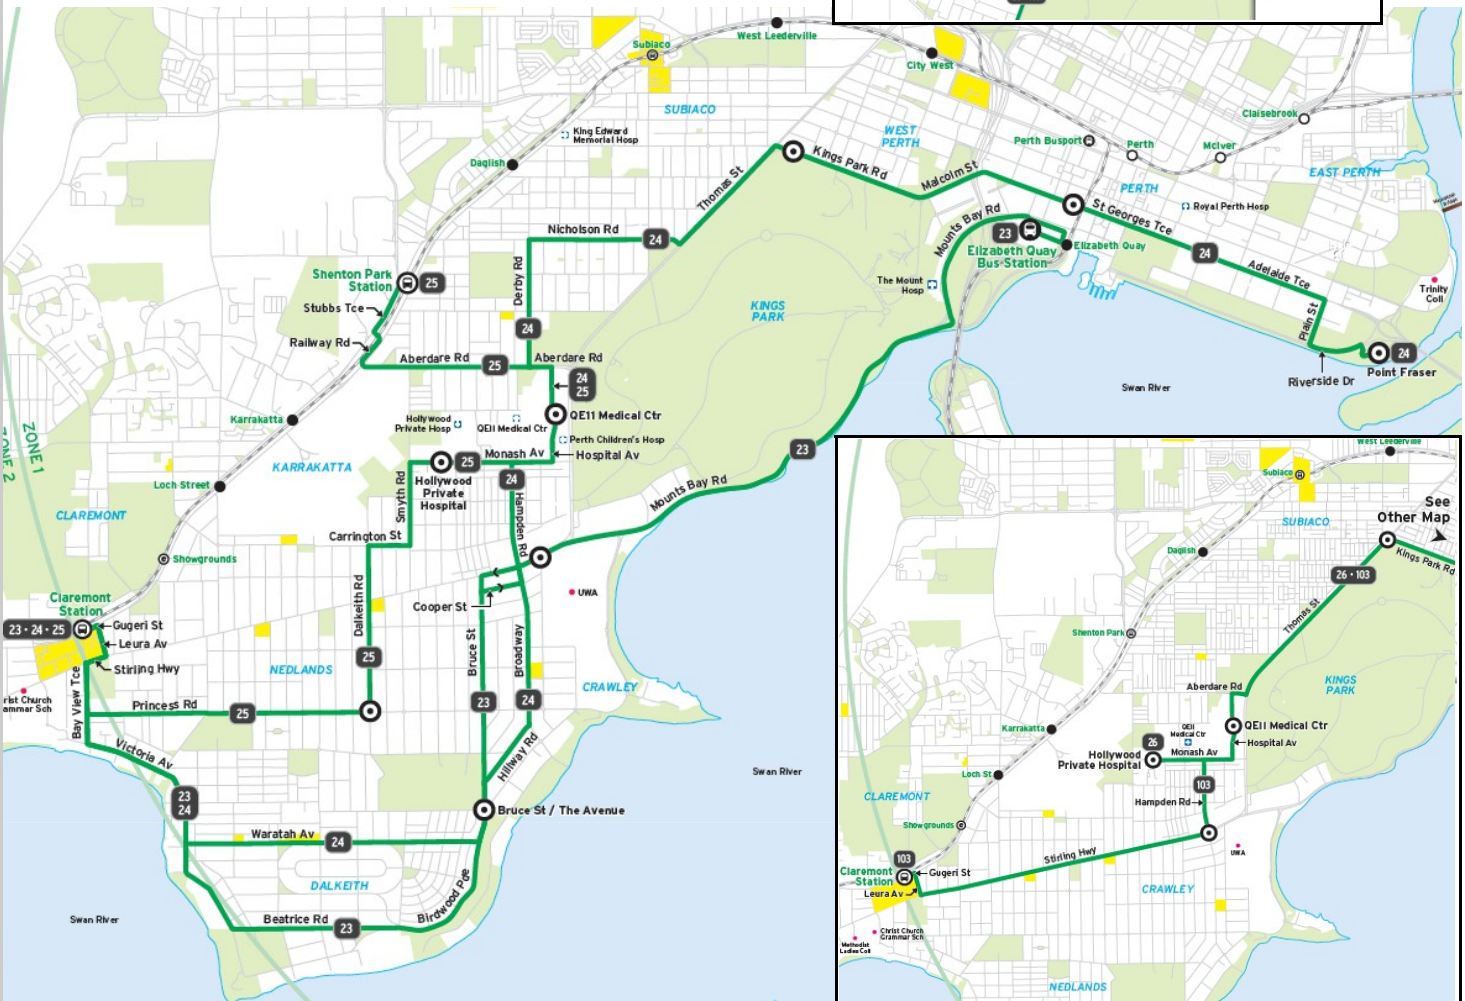 West Leederville
Subiaco
City West
SUBIACO
King Edward
Memorial Hosp
Daglish
WEST
PERTH
Claisebrook
Perth Busport
Perth
McIver
EAST PERTH
PERTH
Kings Park Rd
Malcolm St
Thomas St
St Georges Tce
Royal Perth Hosp
Mounts Bay Rd
23
Elizabeth Quay
Bus Station
Elizabeth Quay
Nicholson Rd
24
24
Adelaide Tce
Shenton Park
Station
25
Derby Rd
The Mount
Hosp
Trinity
Coll
Stubbs Tce
KINGS
PARK
Plain St
24
Railway Rd
Aberdare Rd
25
Aberdare Rd
24
Point Fraser
Riverside Dr
Swan River
24
25
QE11 Medical Ctr
Karrakatta
Hollywood
Private Hosp
QEII Medical Ctr
Perth Children's Hosp
ZONE 1
ZONE 2
KARRAKATTA
25
Monash Av
Hospital Av
23
Hollywood
Private
Hospital
24
Mounts Bay Rd
Loch Street
Smyth Rd
Hampden Rd
CLAREMONT
Carrington St
Showgrounds
Claremont
Station
Dalkeith Rd
UWA
Cooper St
23 • 24 • 25
Gugeri St
Leura Av
Stirling Hwy
25
NEDLANDS
Bruce St
Broadway
CRAWLEY
rist Church
ammar Sch
Bay View Tce
Princess Rd
25
23
24
Victoria Av
Hillway Rd
Swan River
23
24
Bruce St / The Avenue
Waratah Av
24
DALKEITH
Birdwood Pde
Beatrice Rd
23
Swan River
West Leederville
Subiaco
See
Other Map
SUBIACO
Daglish
Kings Park Rd
26 • 103
Thomas St
Shenton Park
KINGS
PARK
Aberdare Rd
Karrakatta
QEII
Medical Ctr
QE11 Medical Ctr
26
Monash Av
Hospital Av
Hollywood
Private Hospital
Loch St
103
CLAREMONT
Hampden Rd
Showgrounds
Stirling Hwy
UWA
103
Claremont
Station
Gugeri St
Leura Av
CRAWLEY
Christ Church
Grammar Sch
Methodist
Ladies Coll
NEDLANDS